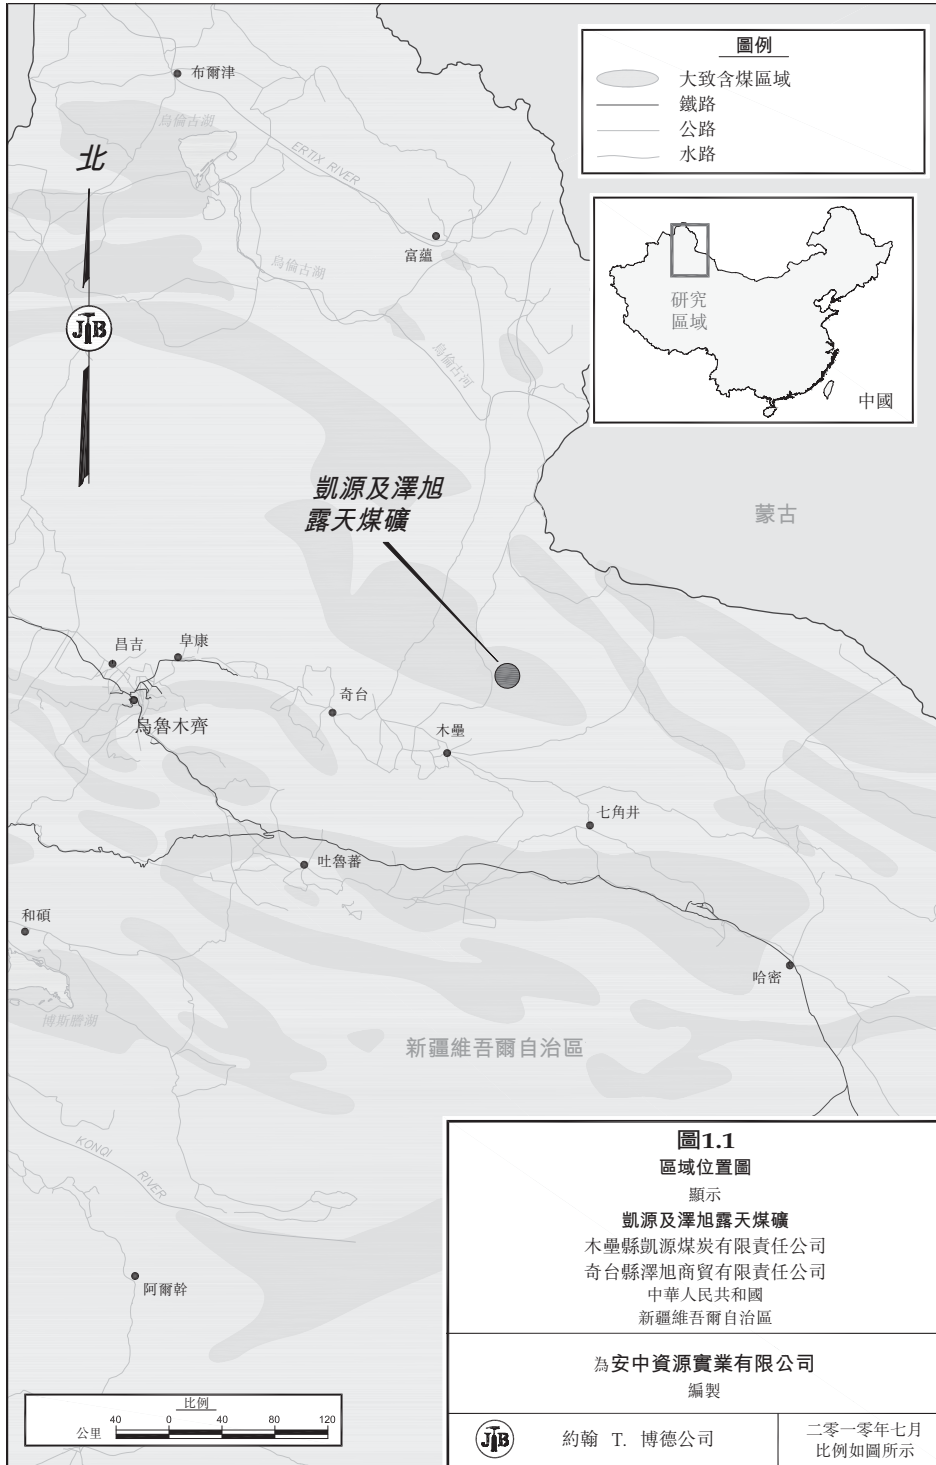 圖例
大致含煤區域
鐵路
公路
水路
布爾津
烏倫古湖
北
ERTIX RIVER
富蘊
烏倫古湖
JTB
烏倫古河
研究
區域
中國
凱源及澤旭
露天煤礦
蒙古
昌吉
阜康
奇台
烏魯木齊
木壘
七角井
吐魯蕃
和碩
哈密
博斯騰湖
新疆維吾爾自治區
KONQI RIVER
阿爾幹
圖1.1
區域位置圖
顯示
凱源及澤旭露天煤礦
木壘縣凱源煤炭有限責任公司
奇台縣澤旭商貿有限責任公司
中華人民共和國
新疆維吾爾自治區
為安中資源實業有限公司
編製
比例
公里 40 0 40 80 120
JTB
約翰 T. 博德公司
二零一零年七月
比例如圖所示